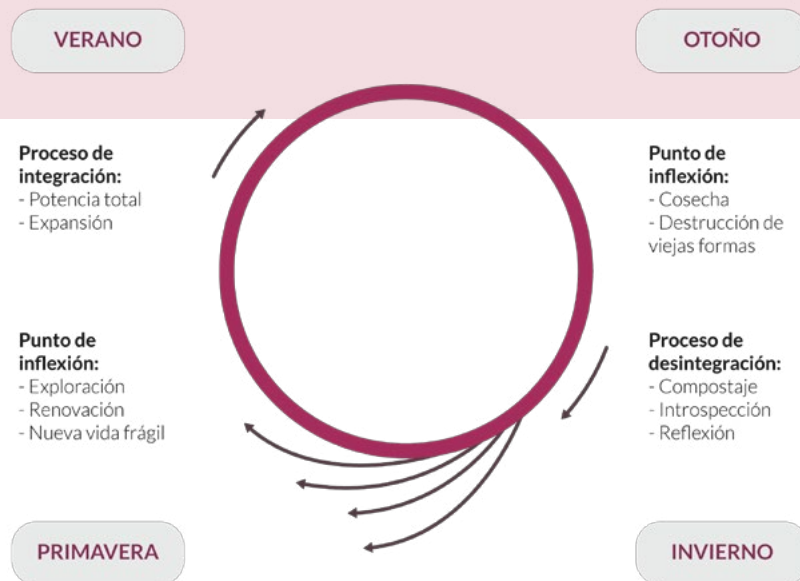 VERANO
OTOÑO
Proceso de
integración:
- Potencia total
- Expansión
Punto de
inflexión:
- Cosecha
- Destrucción de
viejas formas
Punto de
inflexión:
- Exploración
- Renovación
- Nueva vida frágil
Proceso de
desintegración:
- Compostaje
- Introspección
- Reflexión
PRIMAVERA
INVIERNO